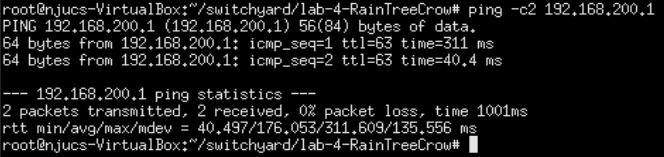 root@njucs-VirtualBox:~/switchyard/lab-4-RainTreeCrow# ping -c2 192.168.200.1
PING 192.168.200.1 (192.168.200.1) 56(84) bytes of data.
64 bytes from 192.168.200.1: icmp_seq=1 ttl=63 time=311 ms
64 bytes from 192.168.200.1: icmp_seq=2 ttl=63 time=40.4 ms
--- 192.168.200.1 ping statistics ---
2 packets transmitted, 2 received, 0% packet loss, time 1001ms
rtt min/avg/max/mdev = 40.497/176.053/311.609/135.556 ms
root@njucs-VirtualBox:~/switchyard/lab-4-RainTreeCrow#